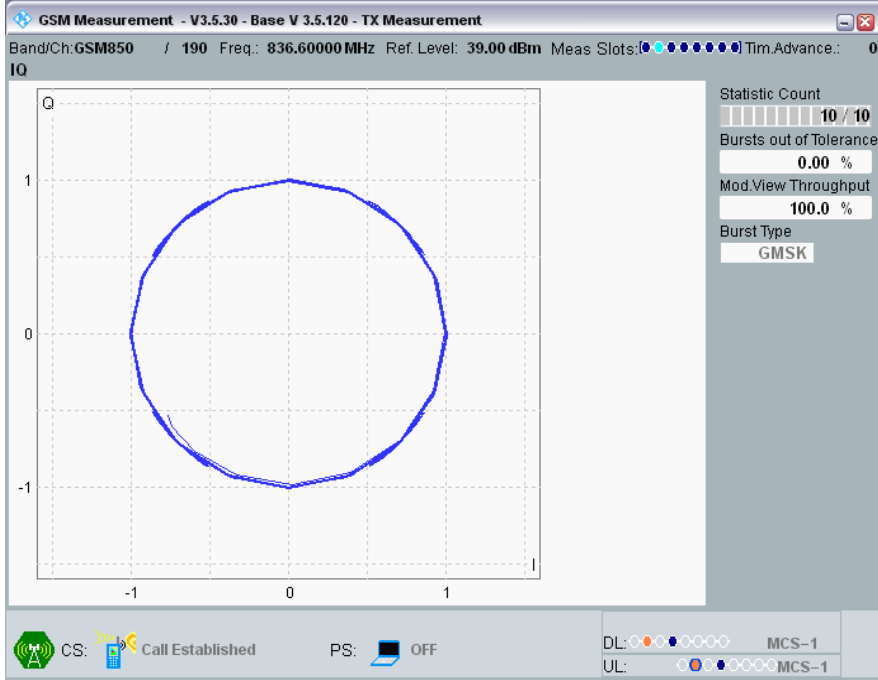 GSM Measurement - V3.5.30 - Base V 3.5.120 - TX Measurement
Band/Ch:GSM850 / 190 Freq.: 836.60000 MHz Ref. Level: 39.00 dBm Meas Slots: Tim.Advance.: 0
IQ
Q
1
0
-1
I
-1 0 1
Statistic Count
10 / 10
Bursts out of Tolerance
0.00 %
Mod.View Throughput
100.0 %
Burst Type
GMSK
CS: Call Established PS: OFF
DL: MCS-1
UL: MCS-1